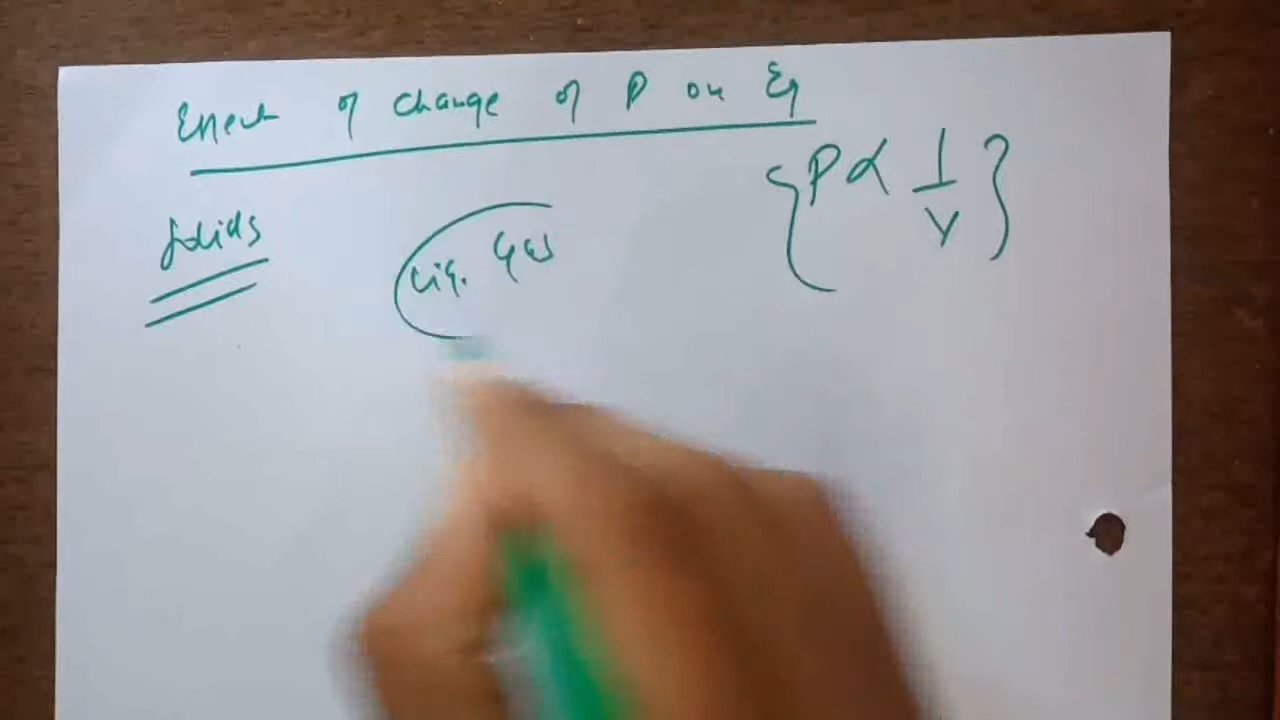 Effect of change of P on Eq
{P ∝ 1/V}
Solids
Liq. Gas